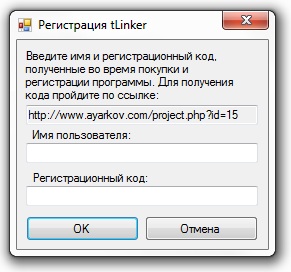 Регистрация tLinker
Введите имя и регистрационный код,
полученные во время покупки и
регистрации программы. Для получения
кода пройдите по ссылке:
http://www.ayarkov.com/project.php?id=15
Имя пользователя:
Регистрационный код:
OK
Отмена